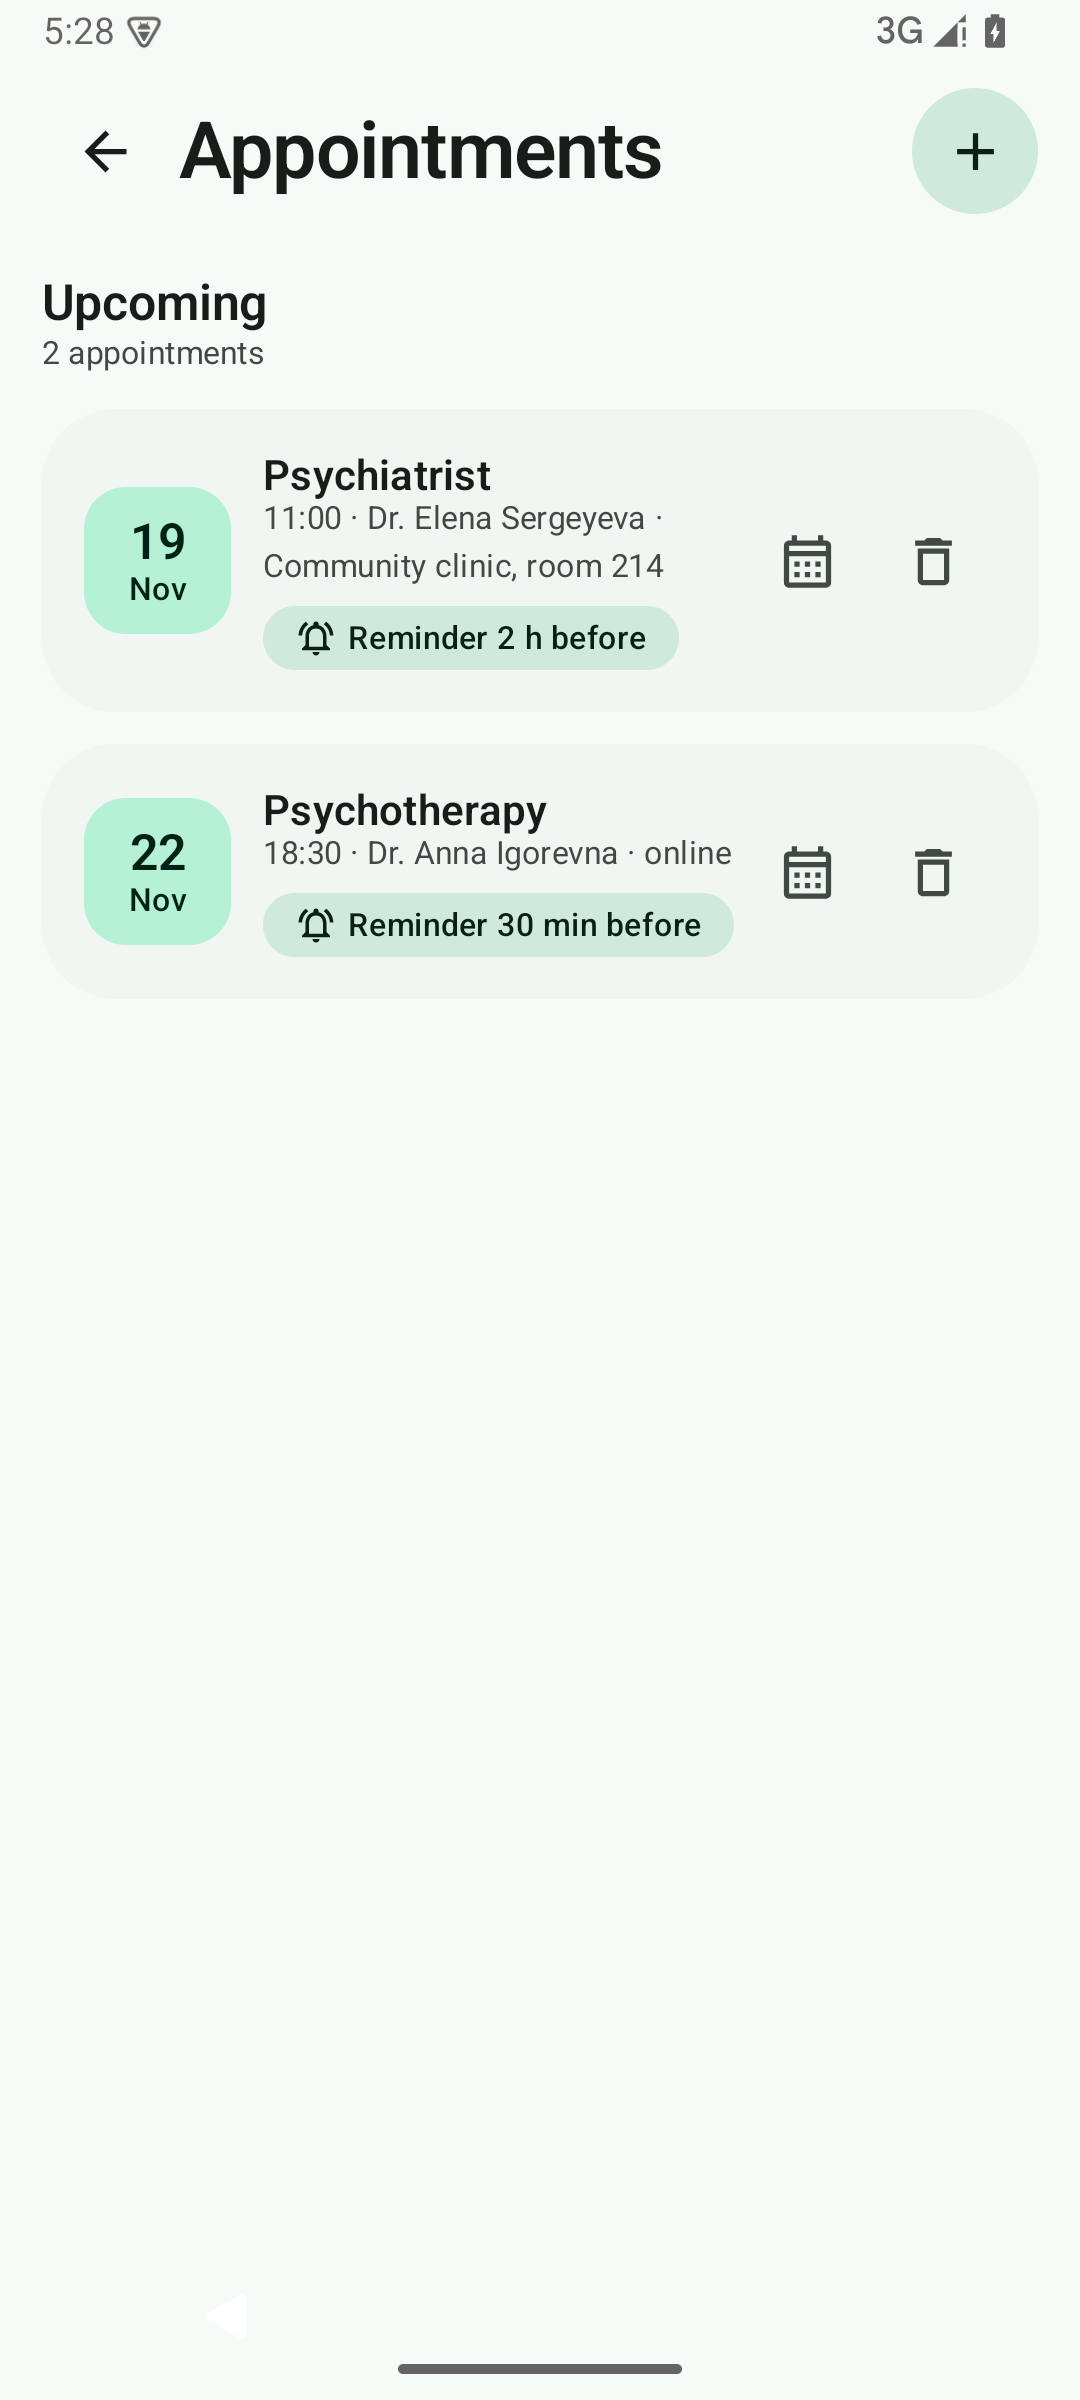 5:28
3G
Appointments
Upcoming
2 appointments
19
Nov
Psychiatrist
11:00 · Dr. Elena Sergeyeva ·
Community clinic, room 214
Reminder 2 h before
22
Nov
Psychotherapy
18:30 · Dr. Anna Igorevna · online
Reminder 30 min before